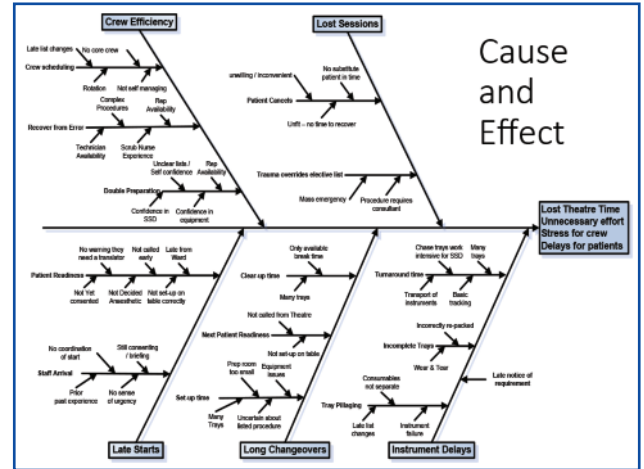 Crew Efficiency
Lost Sessions
Cause
and
Effect
Late list changes
No core crew
Crew scheduling
Rotation
Not self managing
Complex
Procedures
Rep
Availability
Recover from Error
Technician
Availability
Scrub Nurse
Experience
Unclear lists /
Self confidence
Rep
Availability
Double Preparation
Confidence in
SSD
Confidence in
equipment
unwilling / Inconvenient
No substitute
patient in time
Patient Cancels
Unfit – no time to recover
Trauma overrides elective list
Mass emergency
Procedure requires
consultant
Lost Theatre Time
Unnecessary effort
Stress for crew
Delays for patients
No warning they
need a translator
Not called
early
Late from
Ward
Patient Readiness
Not Yet
consented
Not Decided
Anaesthetic
Not set-up on
table correctly
No coordination
of start
Still consenting
/ briefing
Staff Arrival
Prior
past experience
No sense
of urgency
Only available
break time
Clear up time
Many trays
Not called from Theatre
Next Patient Readiness
Not set-up on table
Prep room
too small
Equipment
issues
Set up time
Many
Trays
Uncertain about
listed procedure
Chase trays work
intensive for SSD
Many
trays
Turnaround time
Transport of
instruments
Basic
tracking
Incorrectly re-packed
Incomplete Trays
Wear & Tear
Late notice of
requirement
Consumables
not separate
Tray Pillaging
Late list
changes
Instrument
failure
Late Starts
Long Changeovers
Instrument Delays